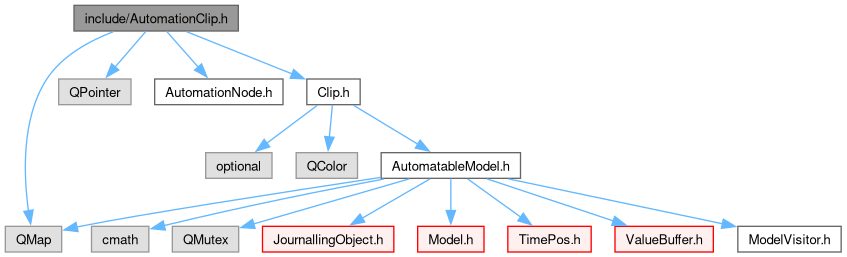 include/AutomationClip.h
QPointer
AutomationNode.h
Clip.h
optional
QColor
AutomatableModel.h
QMap
cmath
QMutex
JournallingObject.h
Model.h
TimePos.h
ValueBuffer.h
ModelVisitor.h